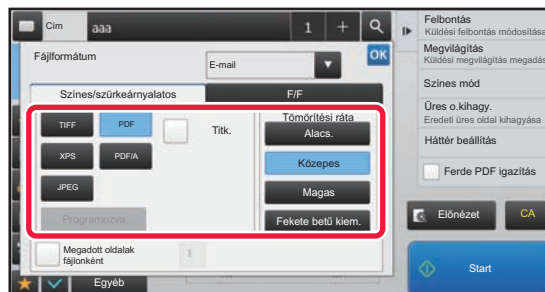 Cím
aaa
1
Fájlformátum
E-mail
OK
Színes/szürkeárnyalatos
F/F
TIFF
PDF
Titk.
XPS
PDF/A
JPEG
Programozva
Tömörítési ráta
Alacs.
Közepes
Magas
Fekete betű kiem.
Megadott oldalak
fájlonként
1
Egyéb
Felbontás
Küldési felbontás módosítása
Megvilágítás
Küldési megvilágítás megadás
Színes mód
Üres o.kihagy.
Eredeti üres oldal kihagyása
Háttér beállítás
Ferde PDF igazítás
Előnézet
CA
Start